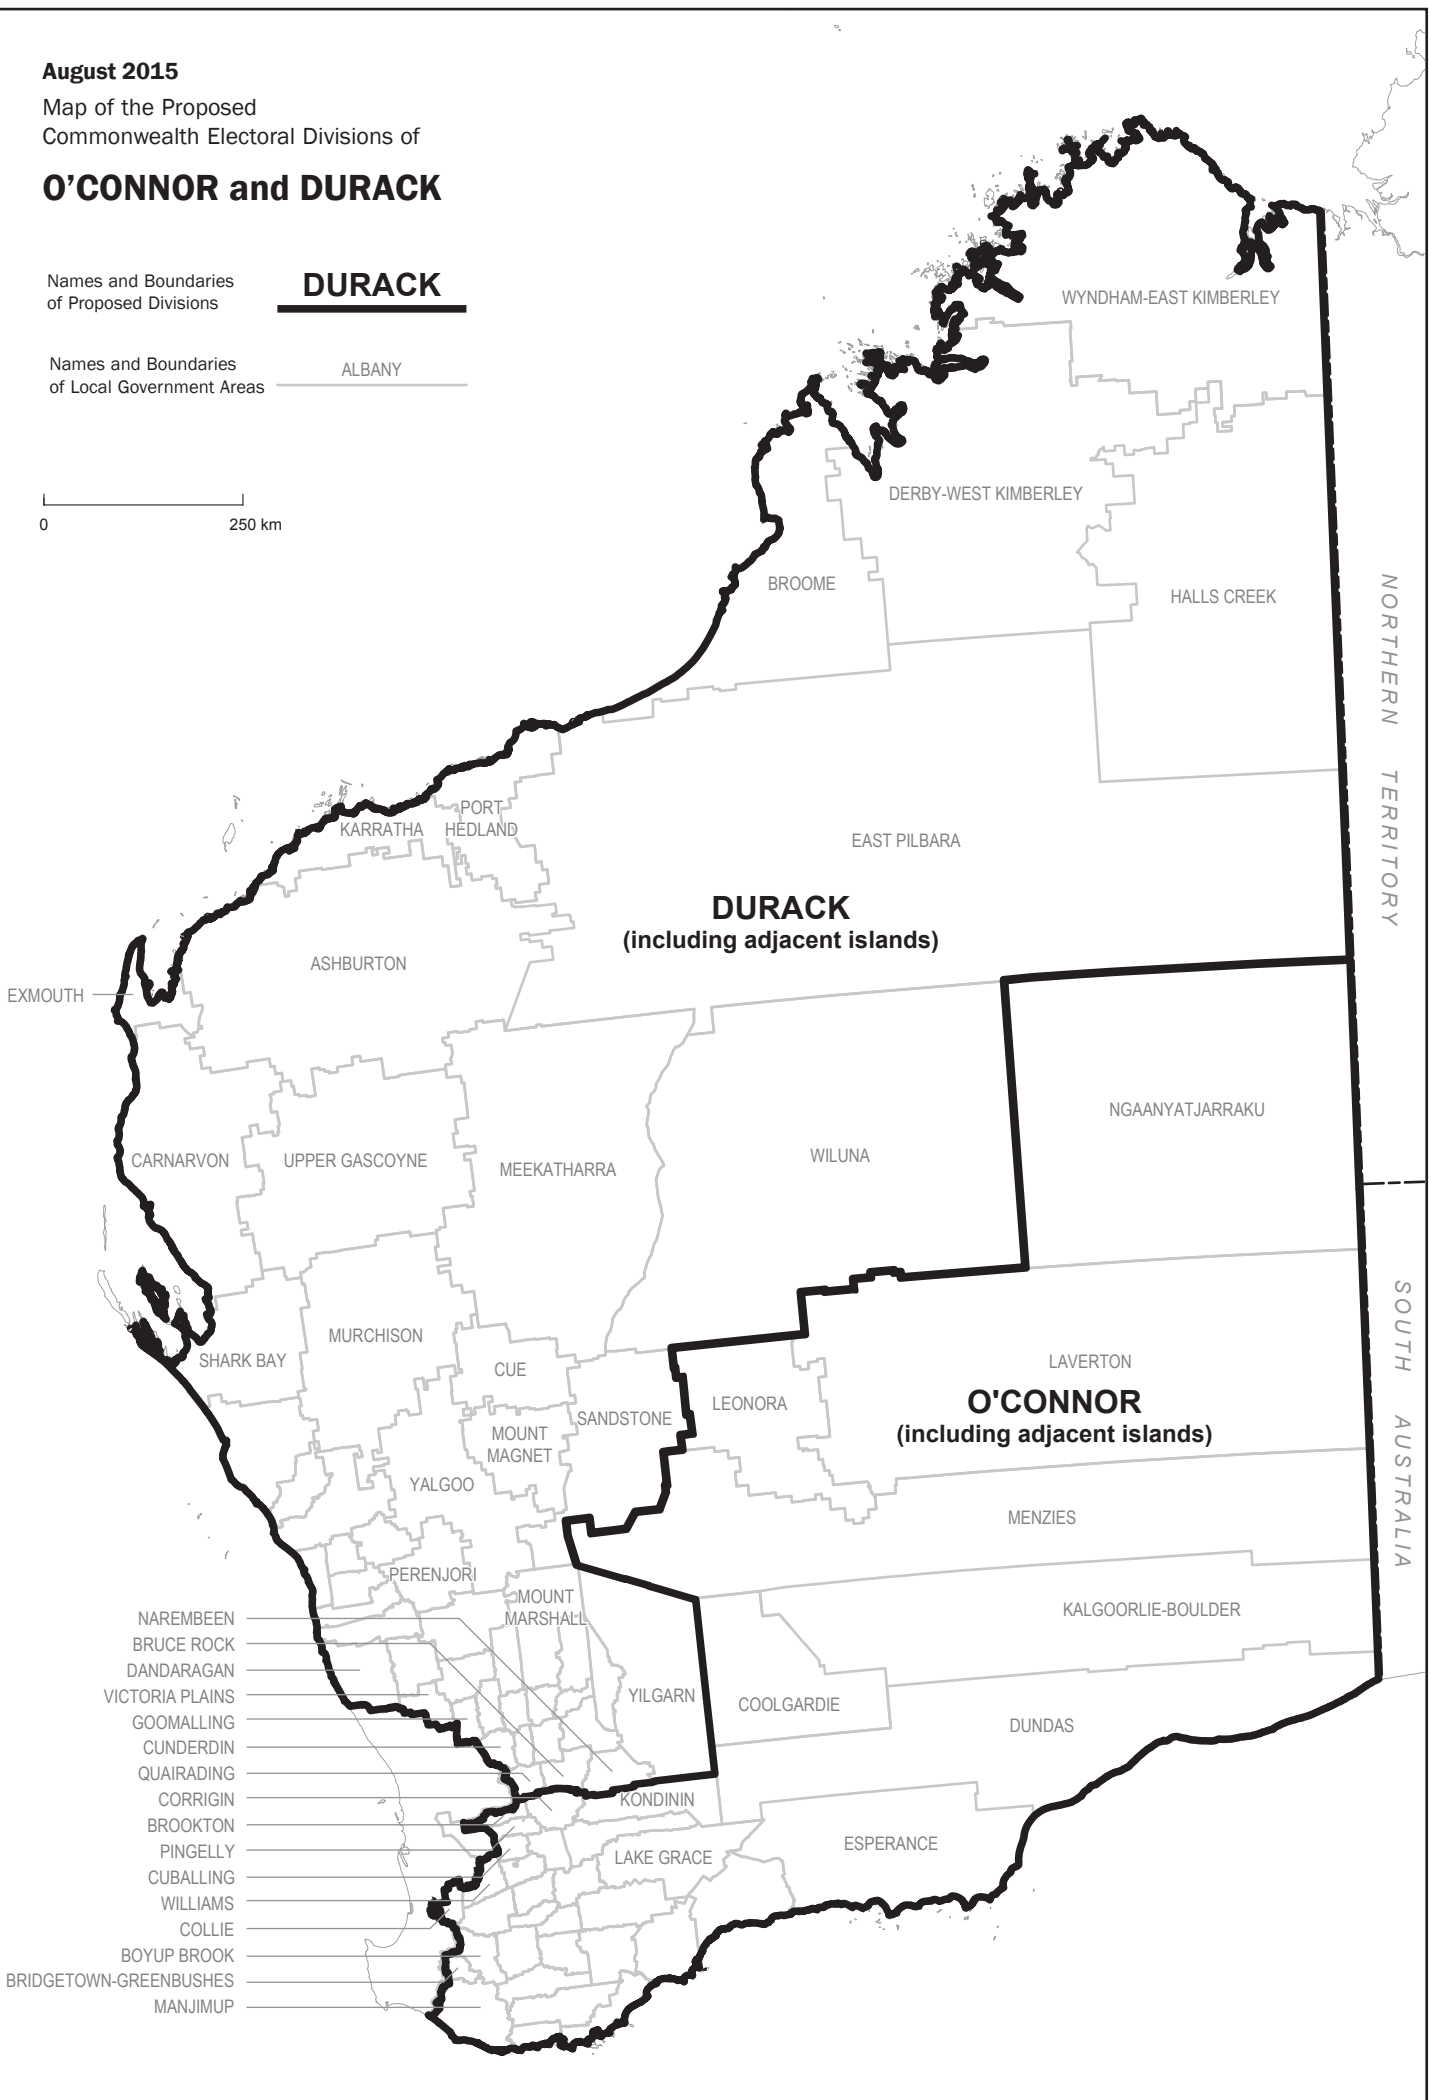 August 2015
Map of the Proposed
Commonwealth Electoral Divisions of
O'CONNOR and DURACK
Names and Boundaries
of Proposed Divisions
DURACK
Names and Boundaries
of Local Government Areas
ALBANY
0 250 km
WYNDHAM-EAST KIMBERLEY
DERBY-WEST KIMBERLEY
BROOME
HALLS CREEK
NORTHERN TERRITORY
PORT
HEDLAND
KARRATHA
EAST PILBARA
DURACK
(including adjacent islands)
ASHBURTON
EXMOUTH
NGAANYATJARRAKU
CARNARVON
UPPER GASCOYNE
MEEKATHARRA
WILUNA
SOUTH AUSTRALIA
MURCHISON
SHARK BAY
CUE
LAVERTON
O'CONNOR
(including adjacent islands)
LEONORA
SANDSTONE
MOUNT
MAGNET
YALGOO
MENZIES
PERENJORI
MOUNT
MARSHALL
KALGOORLIE-BOULDER
NAREMBEEN
BRUCE ROCK
DANDARAGAN
VICTORIA PLAINS
GOOMALLING
CUNDERDIN
QUAIRADING
CORRIGIN
BROOKTON
PINGELLY
CUBALLING
WILLIAMS
COLLIE
BOYUP BROOK
BRIDGETOWN-GREENBUSHES
MANJIMUP
YILGARN
COOLGARDIE
DUNDAS
KONDININ
ESPERANCE
LAKE GRACE